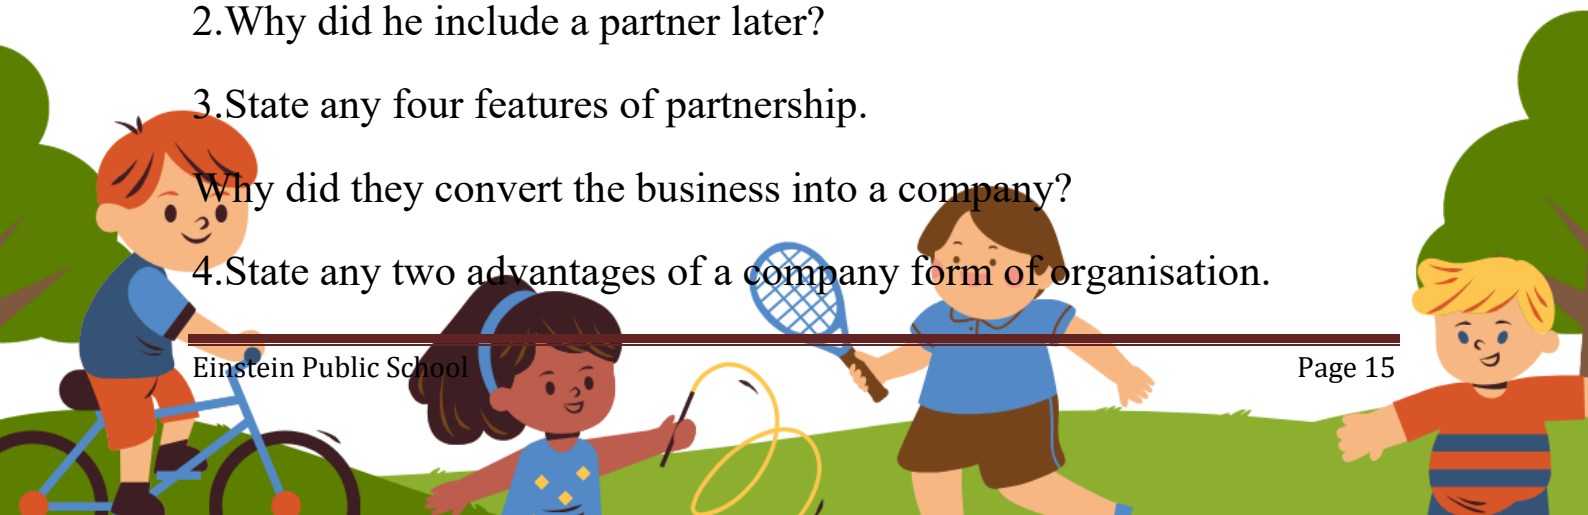 2.Why did he include a partner later?
3.State any four features of partnership.
Why did they convert the business into a company?
4.State any two advantages of a company form of organisation.
Einstein Public School Page 15